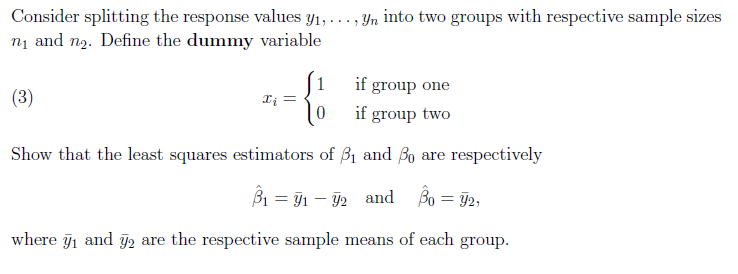 Consider splitting the response values y₁, . . . , yₙ into two groups with respective sample sizes
n₁ and n₂. Define the dummy variable
(3) xᵢ = { 1 if group one
0 if group two
Show that the least squares estimators of β₁ and β₀ are respectively
β̂₁ = ȳ₁ − ȳ₂ and β̂₀ = ȳ₂,
where ȳ₁ and ȳ₂ are the respective sample means of each group.